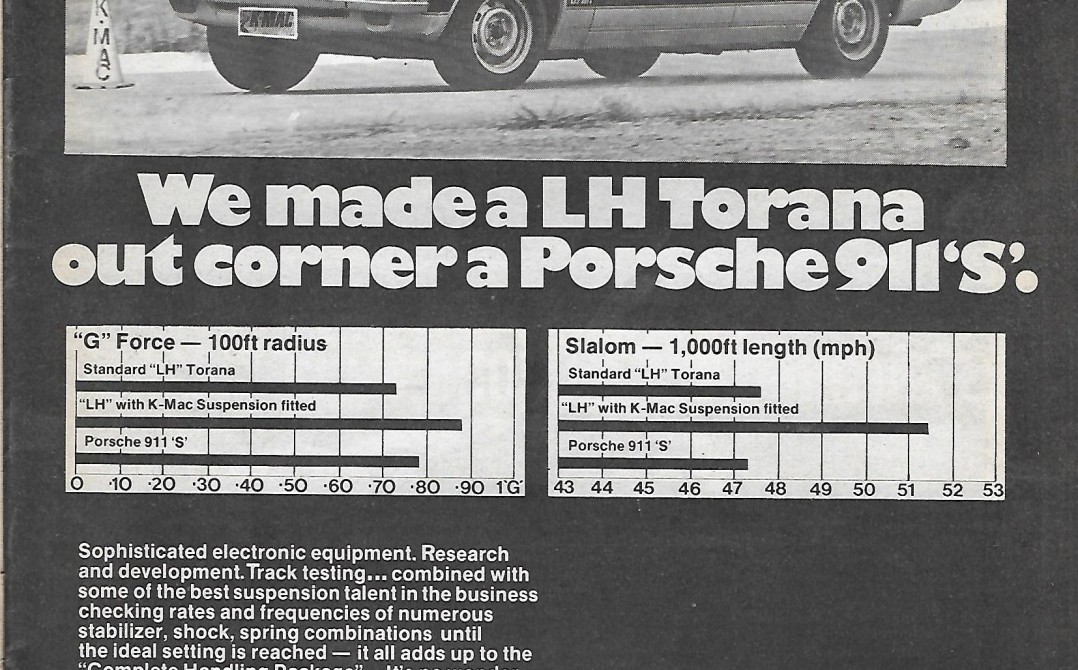 K·MAC
K-MAC
We made a LH Torana
out corner a Porsche 911‘S’.
“G” Force — 100ft radius
Standard “LH” Torana
“LH” with K-Mac Suspension fitted
Porsche 911 ‘S’
0 ·10 ·20 ·30 ·40 ·50 ·60 ·70 ·80 ·90 1‘G’
Slalom — 1,000ft length (mph)
Standard “LH” Torana
“LH” with K-Mac Suspension fitted
Porsche 911 ‘S’
43 44 45 46 47 48 49 50 51 52 53
Sophisticated electronic equipment. Research
and development. Track testing... combined with
some of the best suspension talent in the business
checking rates and frequencies of numerous
stabilizer, shock, spring combinations until
the ideal setting is reached — it all adds up to the
“Complete Handling Package”